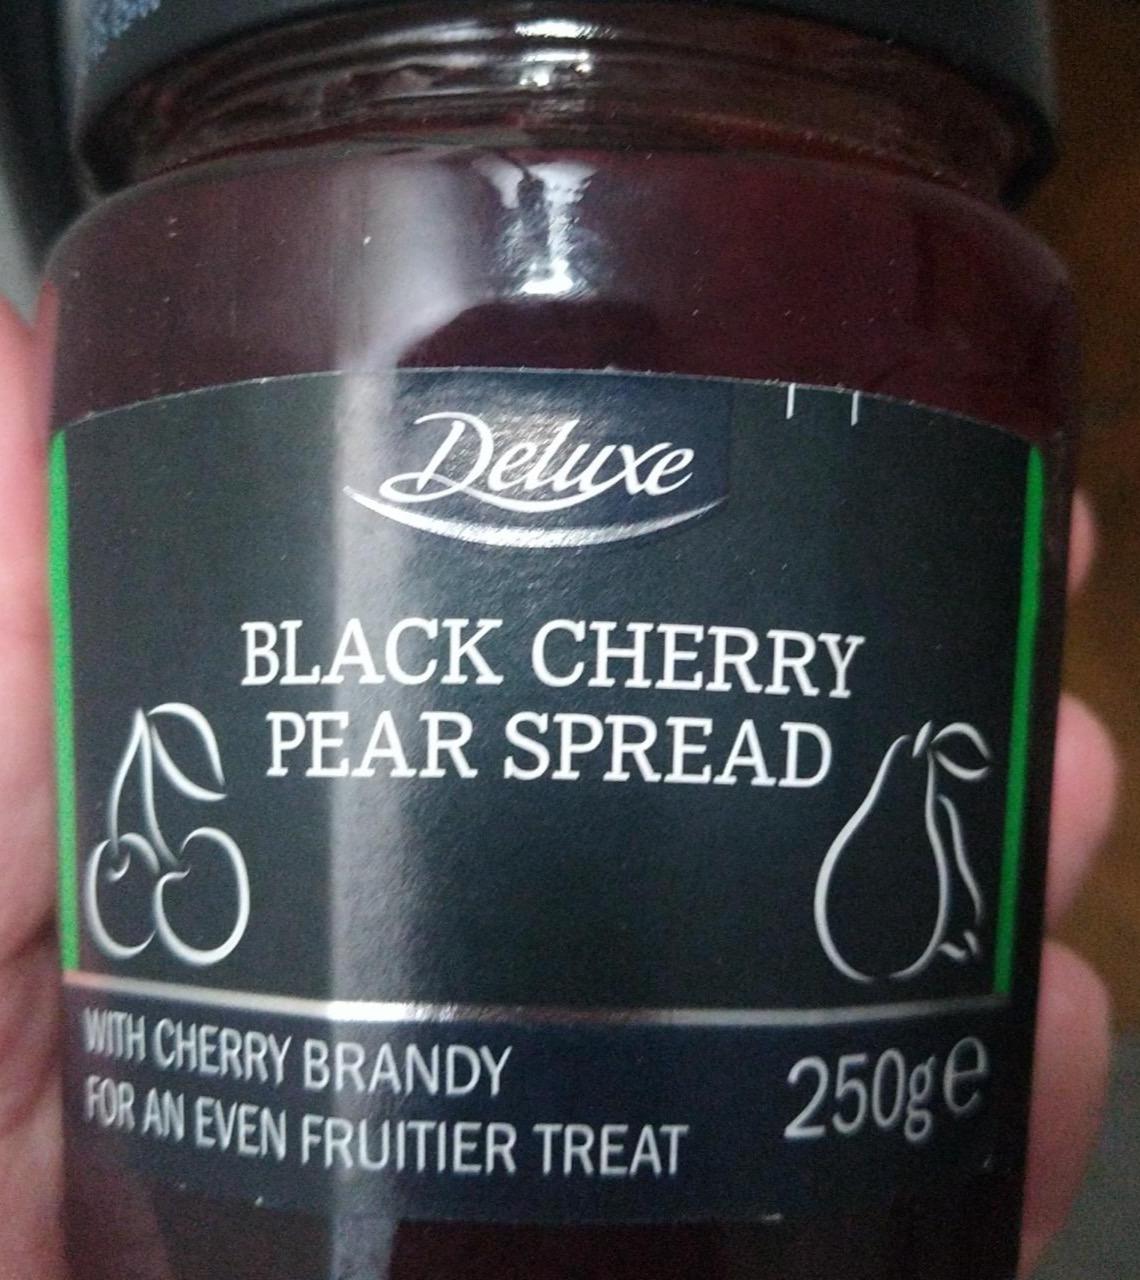 Deluxe
BLACK CHERRY
PEAR SPREAD
WITH CHERRY BRANDY
FOR AN EVEN FRUITIER TREAT
250g℮